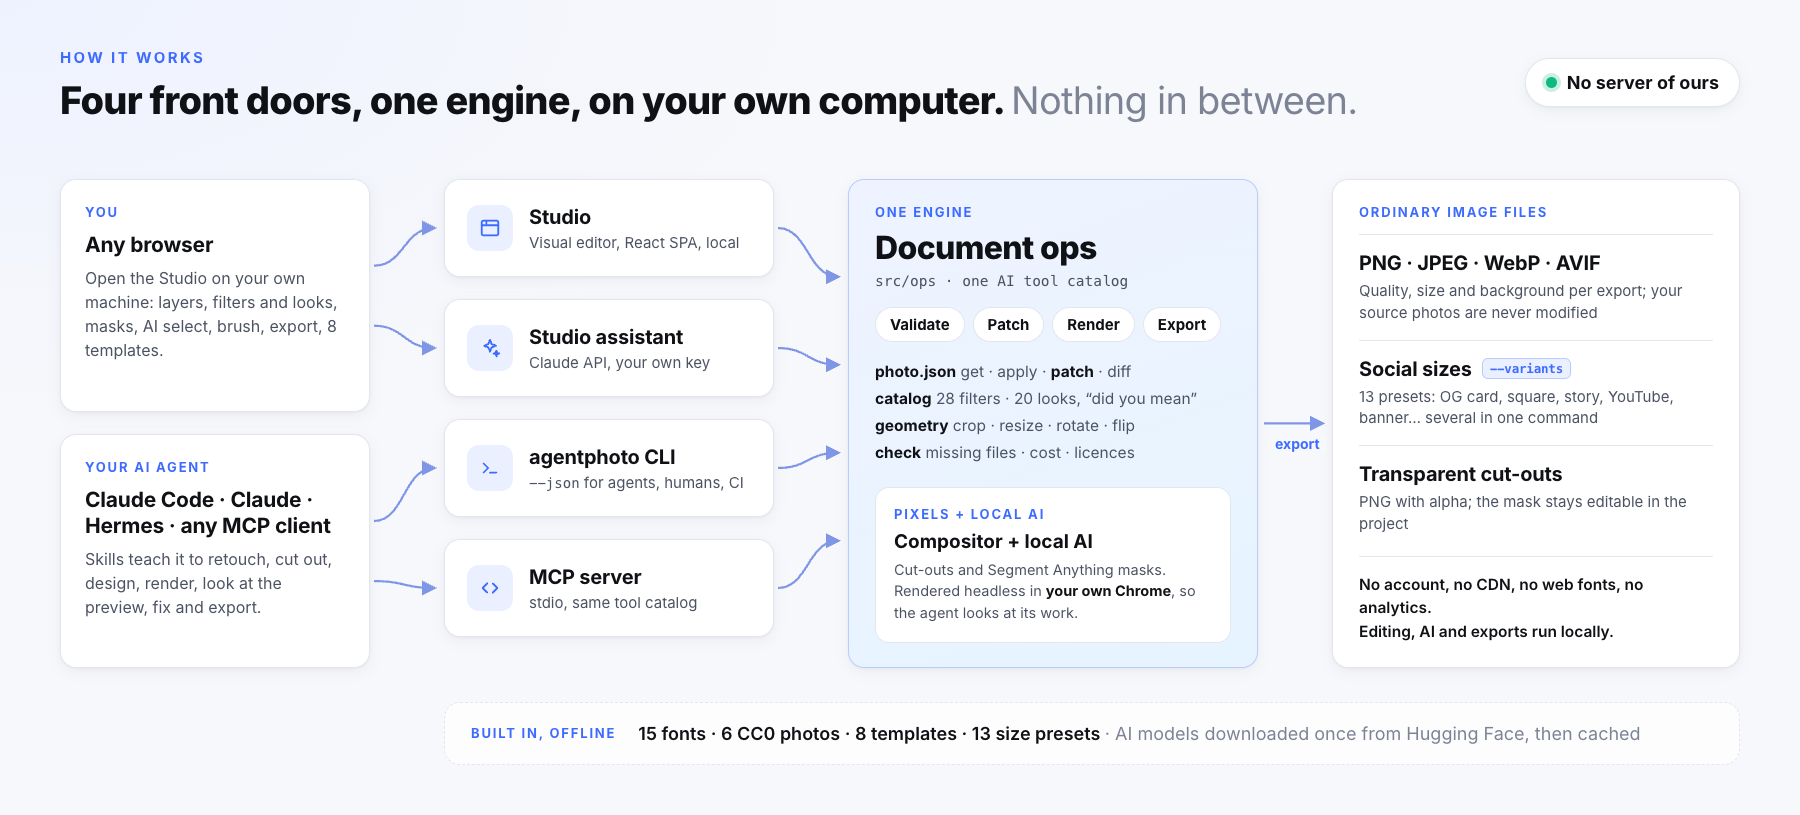 HOW IT WORKS
Four front doors, one engine, on your own computer. Nothing in between.
No server of ours
YOU
Any browser
Open the Studio on your own
machine: layers, filters and looks,
masks, AI select, brush, export, 8
templates.
YOUR AI AGENT
Claude Code · Claude ·
Hermes · any MCP client
Skills teach it to retouch, cut out,
design, render, look at the
preview, fix and export.
Studio
Visual editor, React SPA, local
Studio assistant
Claude API, your own key
agentphoto CLI
--json for agents, humans, CI
MCP server
stdio, same tool catalog
ONE ENGINE
Document ops
src/ops · one AI tool catalog
Validate Patch Render Export
photo.json get · apply · patch · diff
catalog 28 filters · 20 looks, “did you mean”
geometry crop · resize · rotate · flip
check missing files · cost · licences
PIXELS + LOCAL AI
Compositor + local AI
Cut-outs and Segment Anything masks.
Rendered headless in your own Chrome, so
the agent looks at its work.
export
ORDINARY IMAGE FILES
PNG · JPEG · WebP · AVIF
Quality, size and background per export; your
source photos are never modified
Social sizes --variants
13 presets: OG card, square, story, YouTube,
banner... several in one command
Transparent cut-outs
PNG with alpha; the mask stays editable in the
project
No account, no CDN, no web fonts, no
analytics.
Editing, AI and exports run locally.
BUILT IN, OFFLINE 15 fonts · 6 CC0 photos · 8 templates · 13 size presets · AI models downloaded once from Hugging Face, then cached